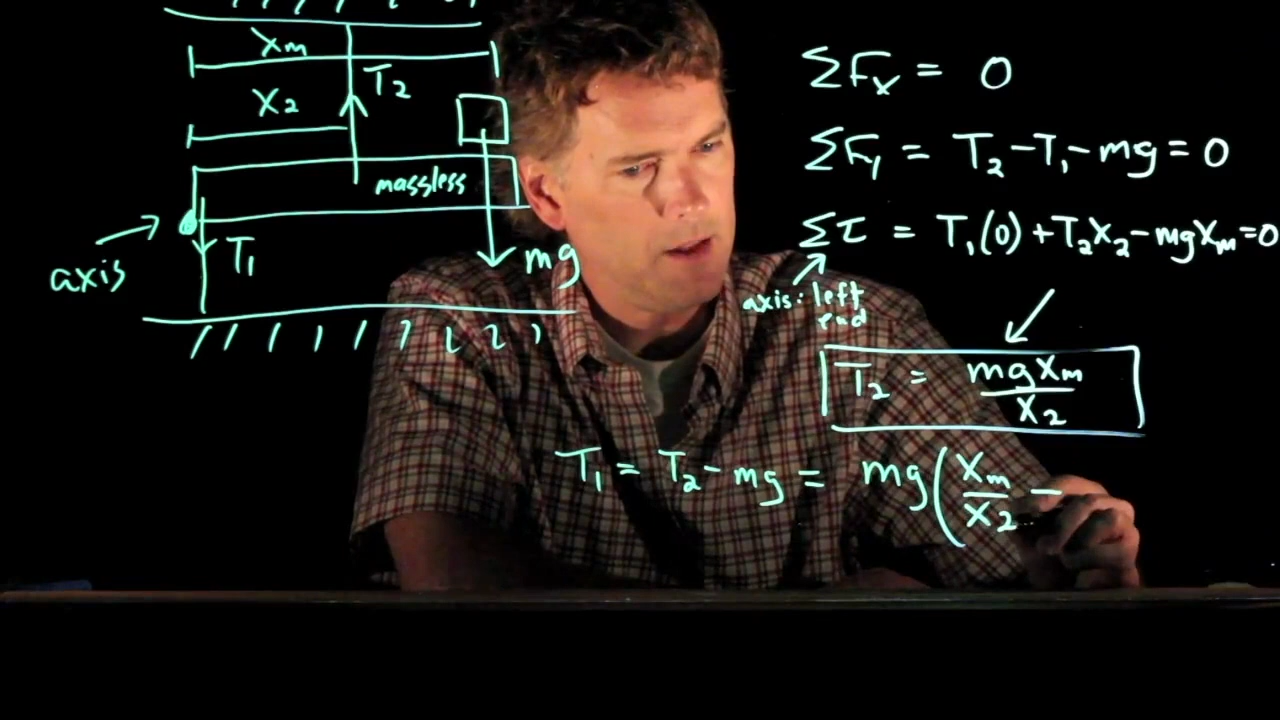 Xm
T2
X2
massless
T1
mg
axis
ΣFx = 0
ΣFy = T2 - T1 - mg = 0
Στ = T1(0) + T2X2 - mgXm = 0
axis: left
end
T2 = mgXm / X2
T1 = T2 - mg = mg(Xm/X2 -